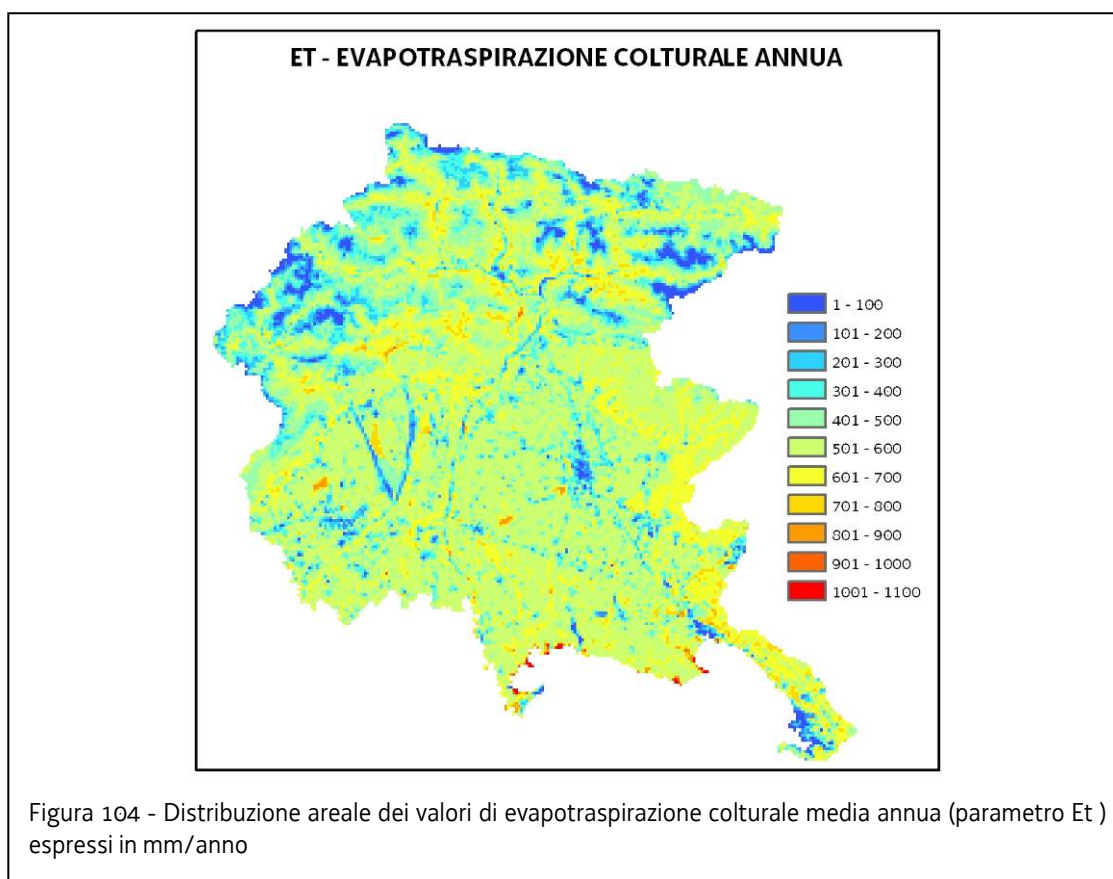 ET - EVAPOTRASPIRAZIONE COLTURALE ANNUA
1 - 100
101 - 200
201 - 300
301 - 400
401 - 500
501 - 600
601 - 700
701 - 800
801 - 900
901 - 1000
1001 - 1100
Figura 104 - Distribuzione areale dei valori di evapotraspirazione colturale media annua (parametro Et )
espressi in mm/anno